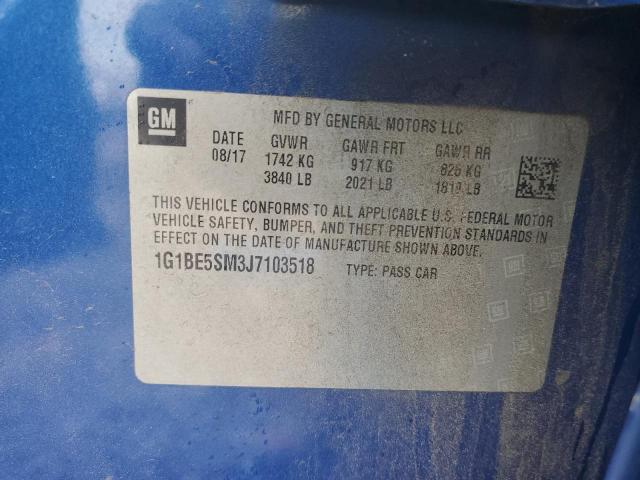 GM
MFD BY GENERAL MOTORS LLC
DATE GVWR GAWR FRT GAWR RR
08/17 1742 KG 917 KG 825 KG
3840 LB 2021 LB 1819 LB
THIS VEHICLE CONFORMS TO ALL APPLICABLE U.S. FEDERAL MOTOR
VEHICLE SAFETY, BUMPER, AND THEFT PREVENTION STANDARDS IN
EFFECT ON THE DATE OF MANUFACTURE SHOWN ABOVE.
1G1BE5SM3J7103518 TYPE: PASS CAR